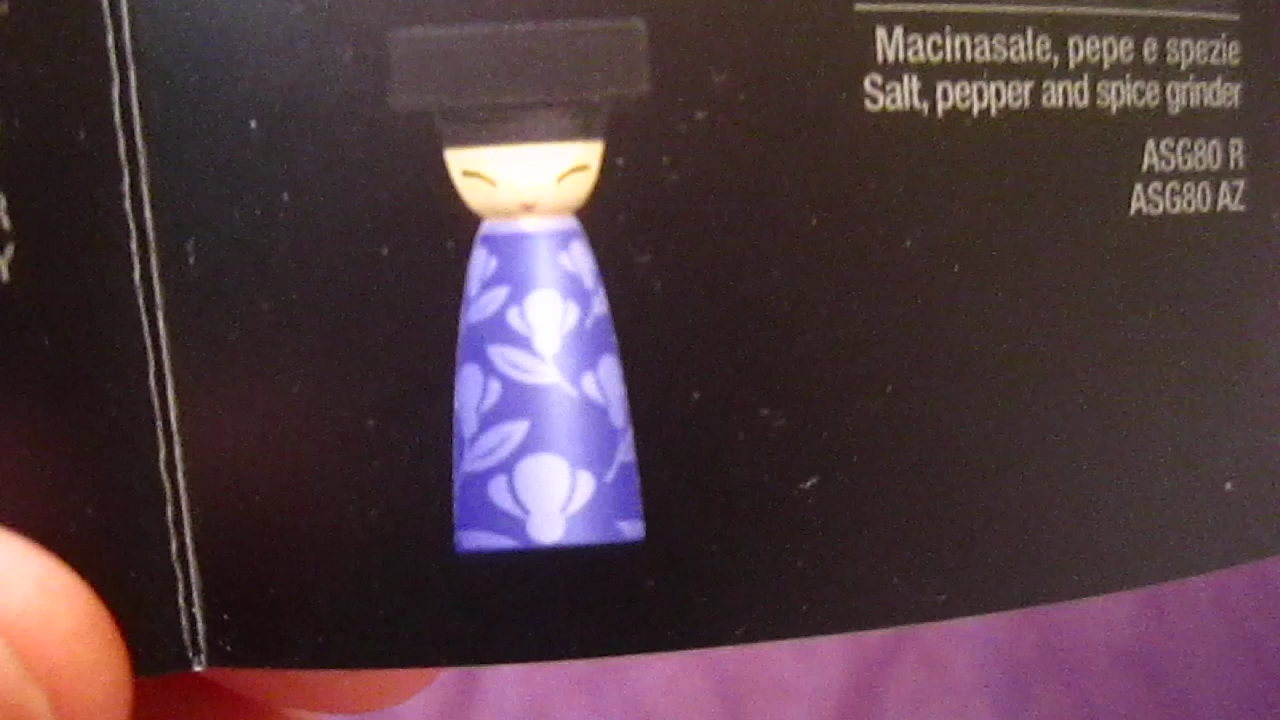 Macinasale, pepe e spezie
Salt, pepper and spice grinder
ASG80 R
ASG80 AZ